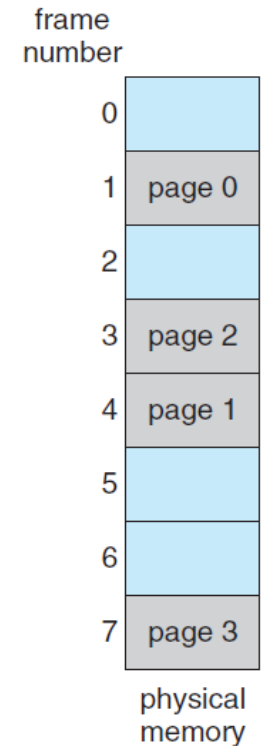 frame
number
0
1 page 0
2
3 page 2
4 page 1
5
6
7 page 3
physical
memory